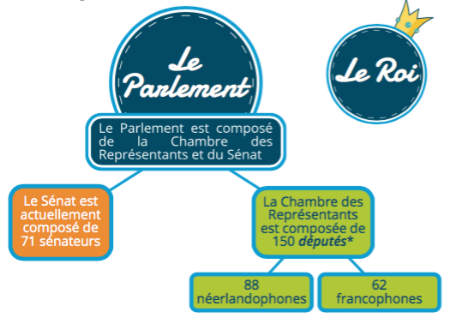 Le
Parlement
Le Roi
Le Parlement est composé
de la Chambre des
Représentants et du Sénat
Le Sénat est
actuellement
composé de
71 sénateurs
La Chambre des
Représentants
est composée de
150 députés*
88
néerlandophones
62
francophones